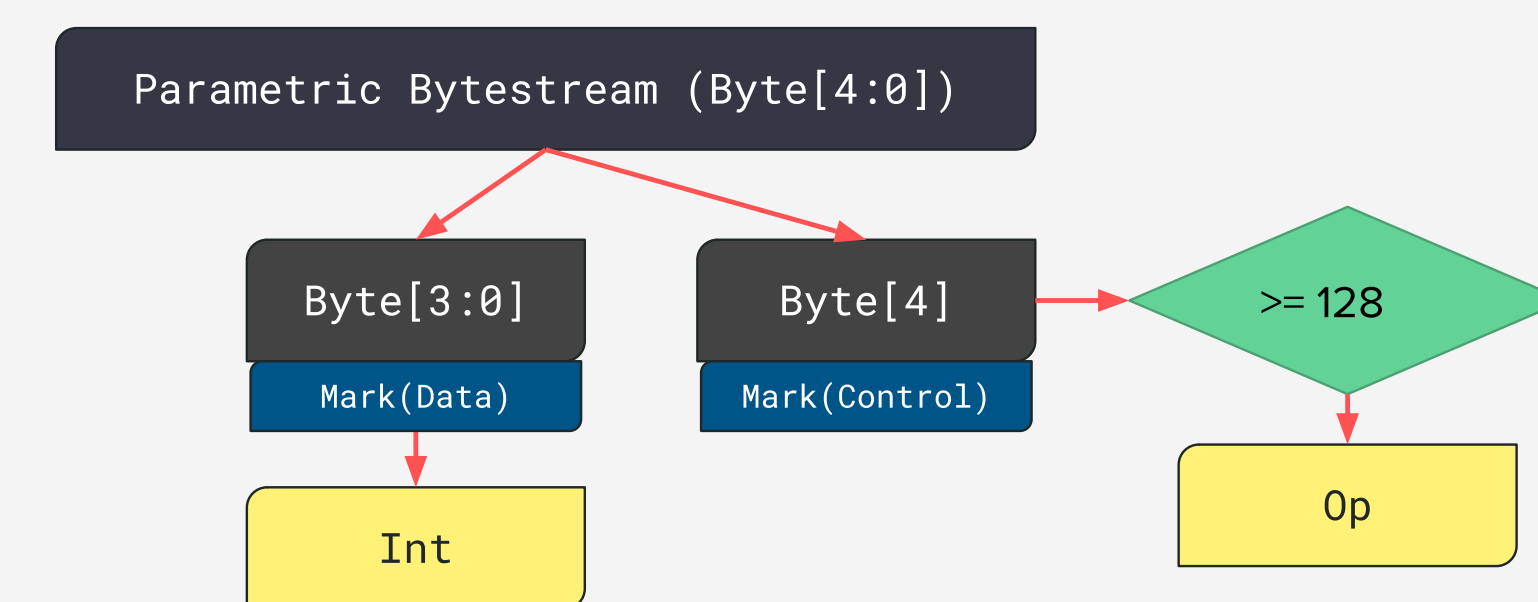 Parametric Bytestream (Byte[4:0])
Byte[3:0]
Byte[4]
>= 128
Mark(Data)
Mark(Control)
Op
Int